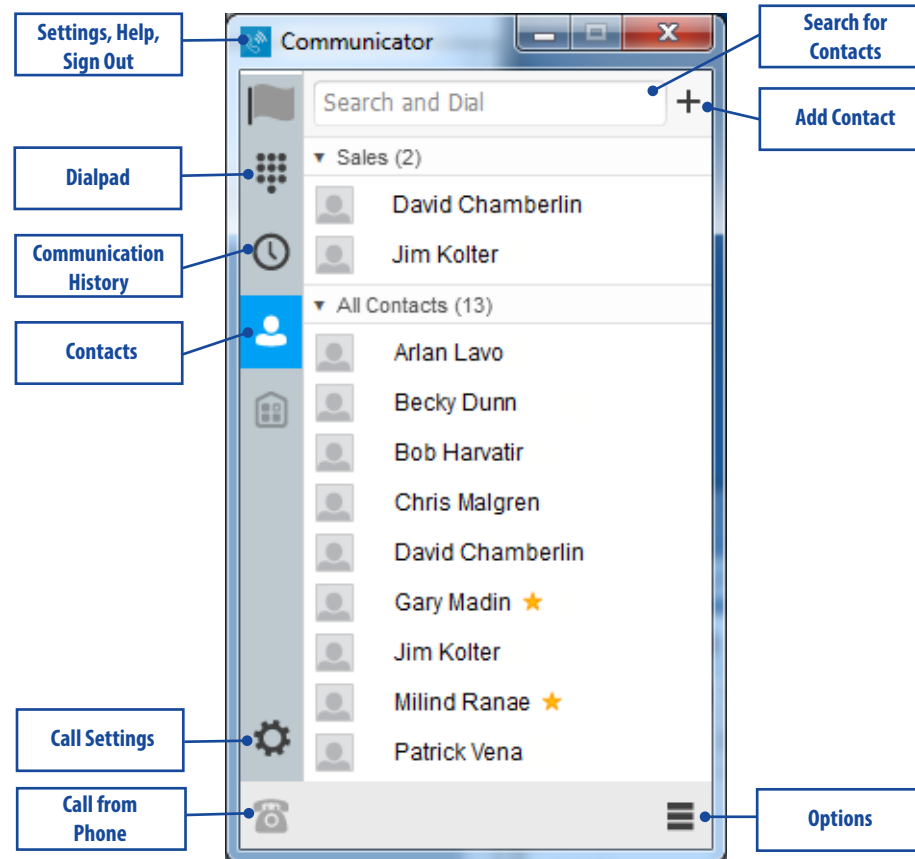 Settings, Help,
Sign Out
Communicator
Search for
Contacts
Search and Dial
Add Contact
Sales (2)
Dialpad
David Chamberlin
Jim Kolter
Communication
History
All Contacts (13)
Contacts
Arlan Lavo
Becky Dunn
Bob Harvatir
Chris Malgren
David Chamberlin
Gary Madin
Jim Kolter
Milind Ranae
Call Settings
Patrick Vena
Call from
Phone
Options